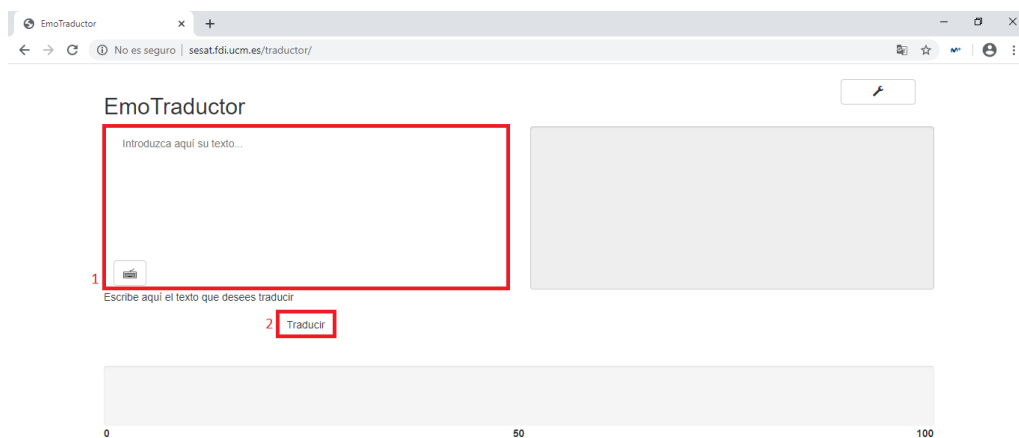 EmoTraductor
No es seguro | sesat.fdi.ucm.es/traductor/
EmoTraductor
Introduzca aquí su texto...
1
Escribe aquí el texto que desees traducir
2 Traducir
0 50 100